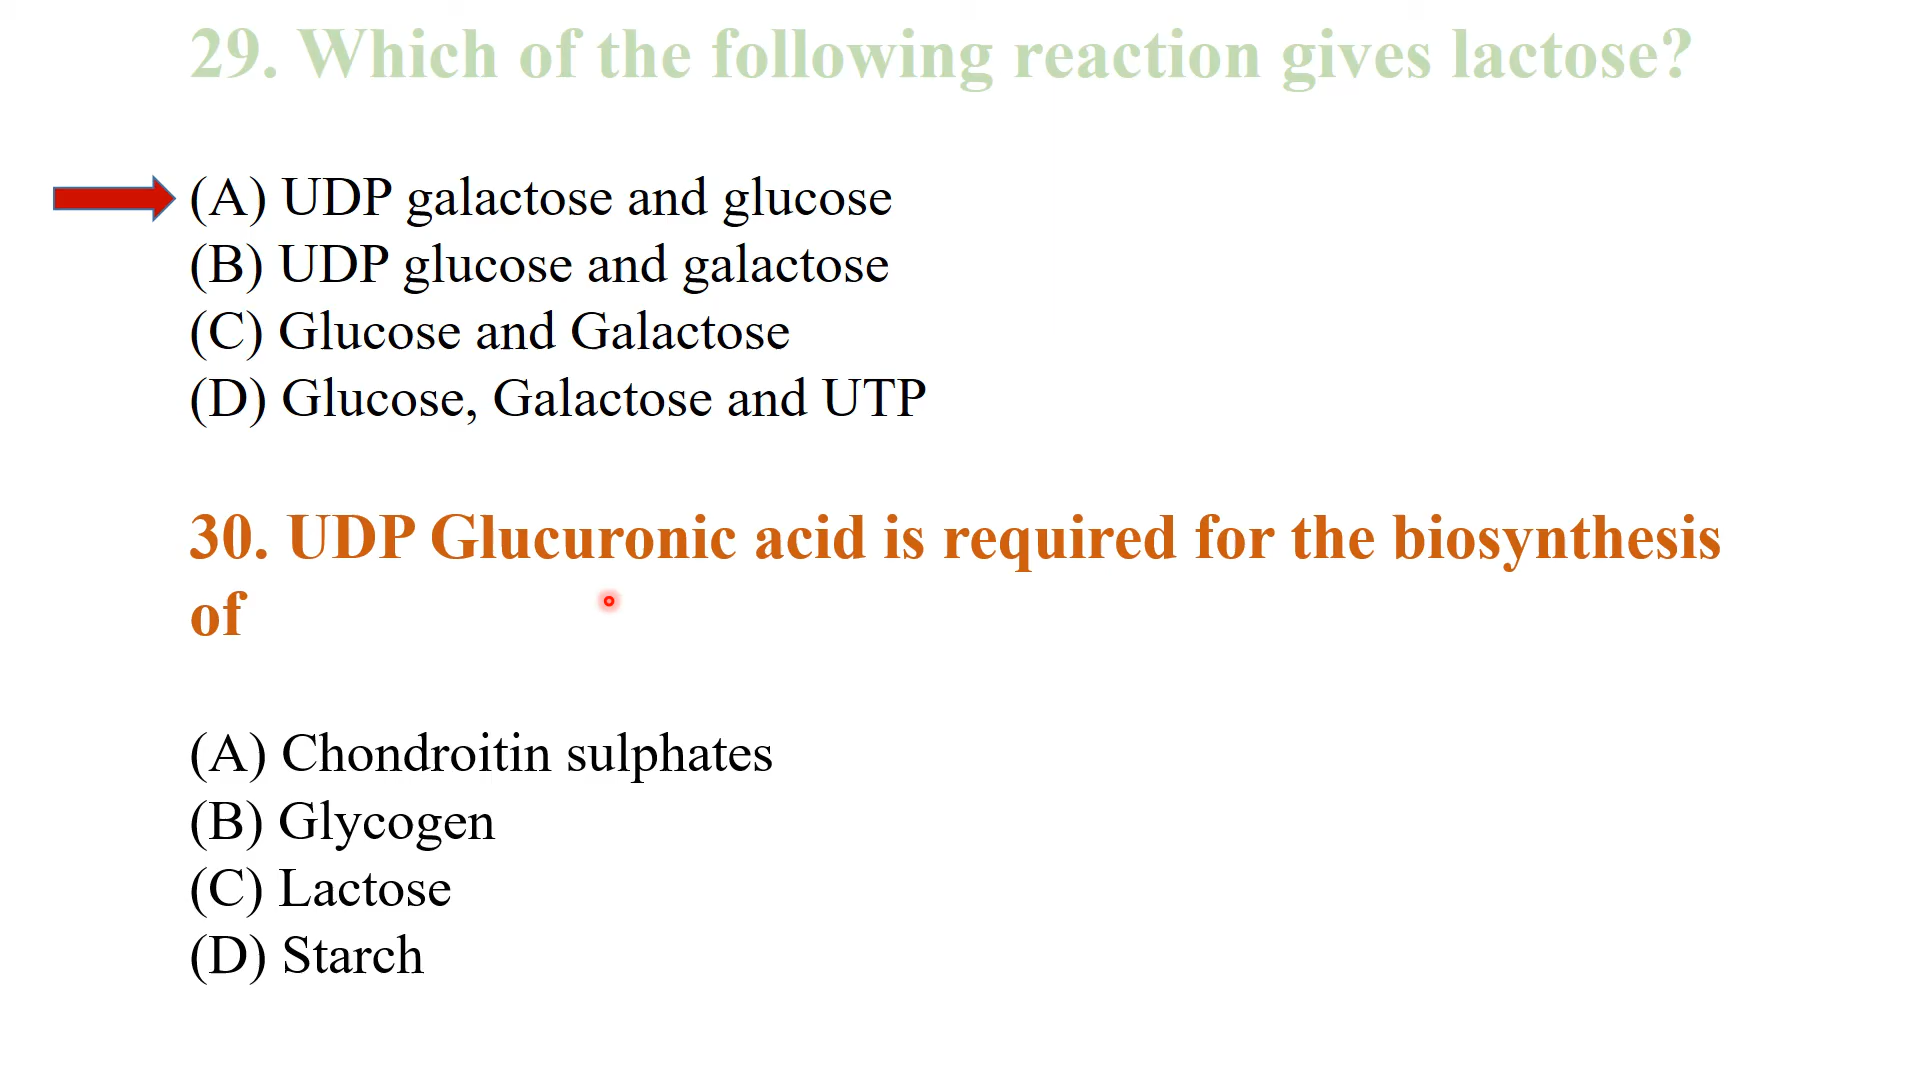 29. Which of the following reaction gives lactose?
(A) UDP galactose and glucose
(B) UDP glucose and galactose
(C) Glucose and Galactose
(D) Glucose, Galactose and UTP
30. UDP Glucuronic acid is required for the biosynthesis
of
(A) Chondroitin sulphates
(B) Glycogen
(C) Lactose
(D) Starch